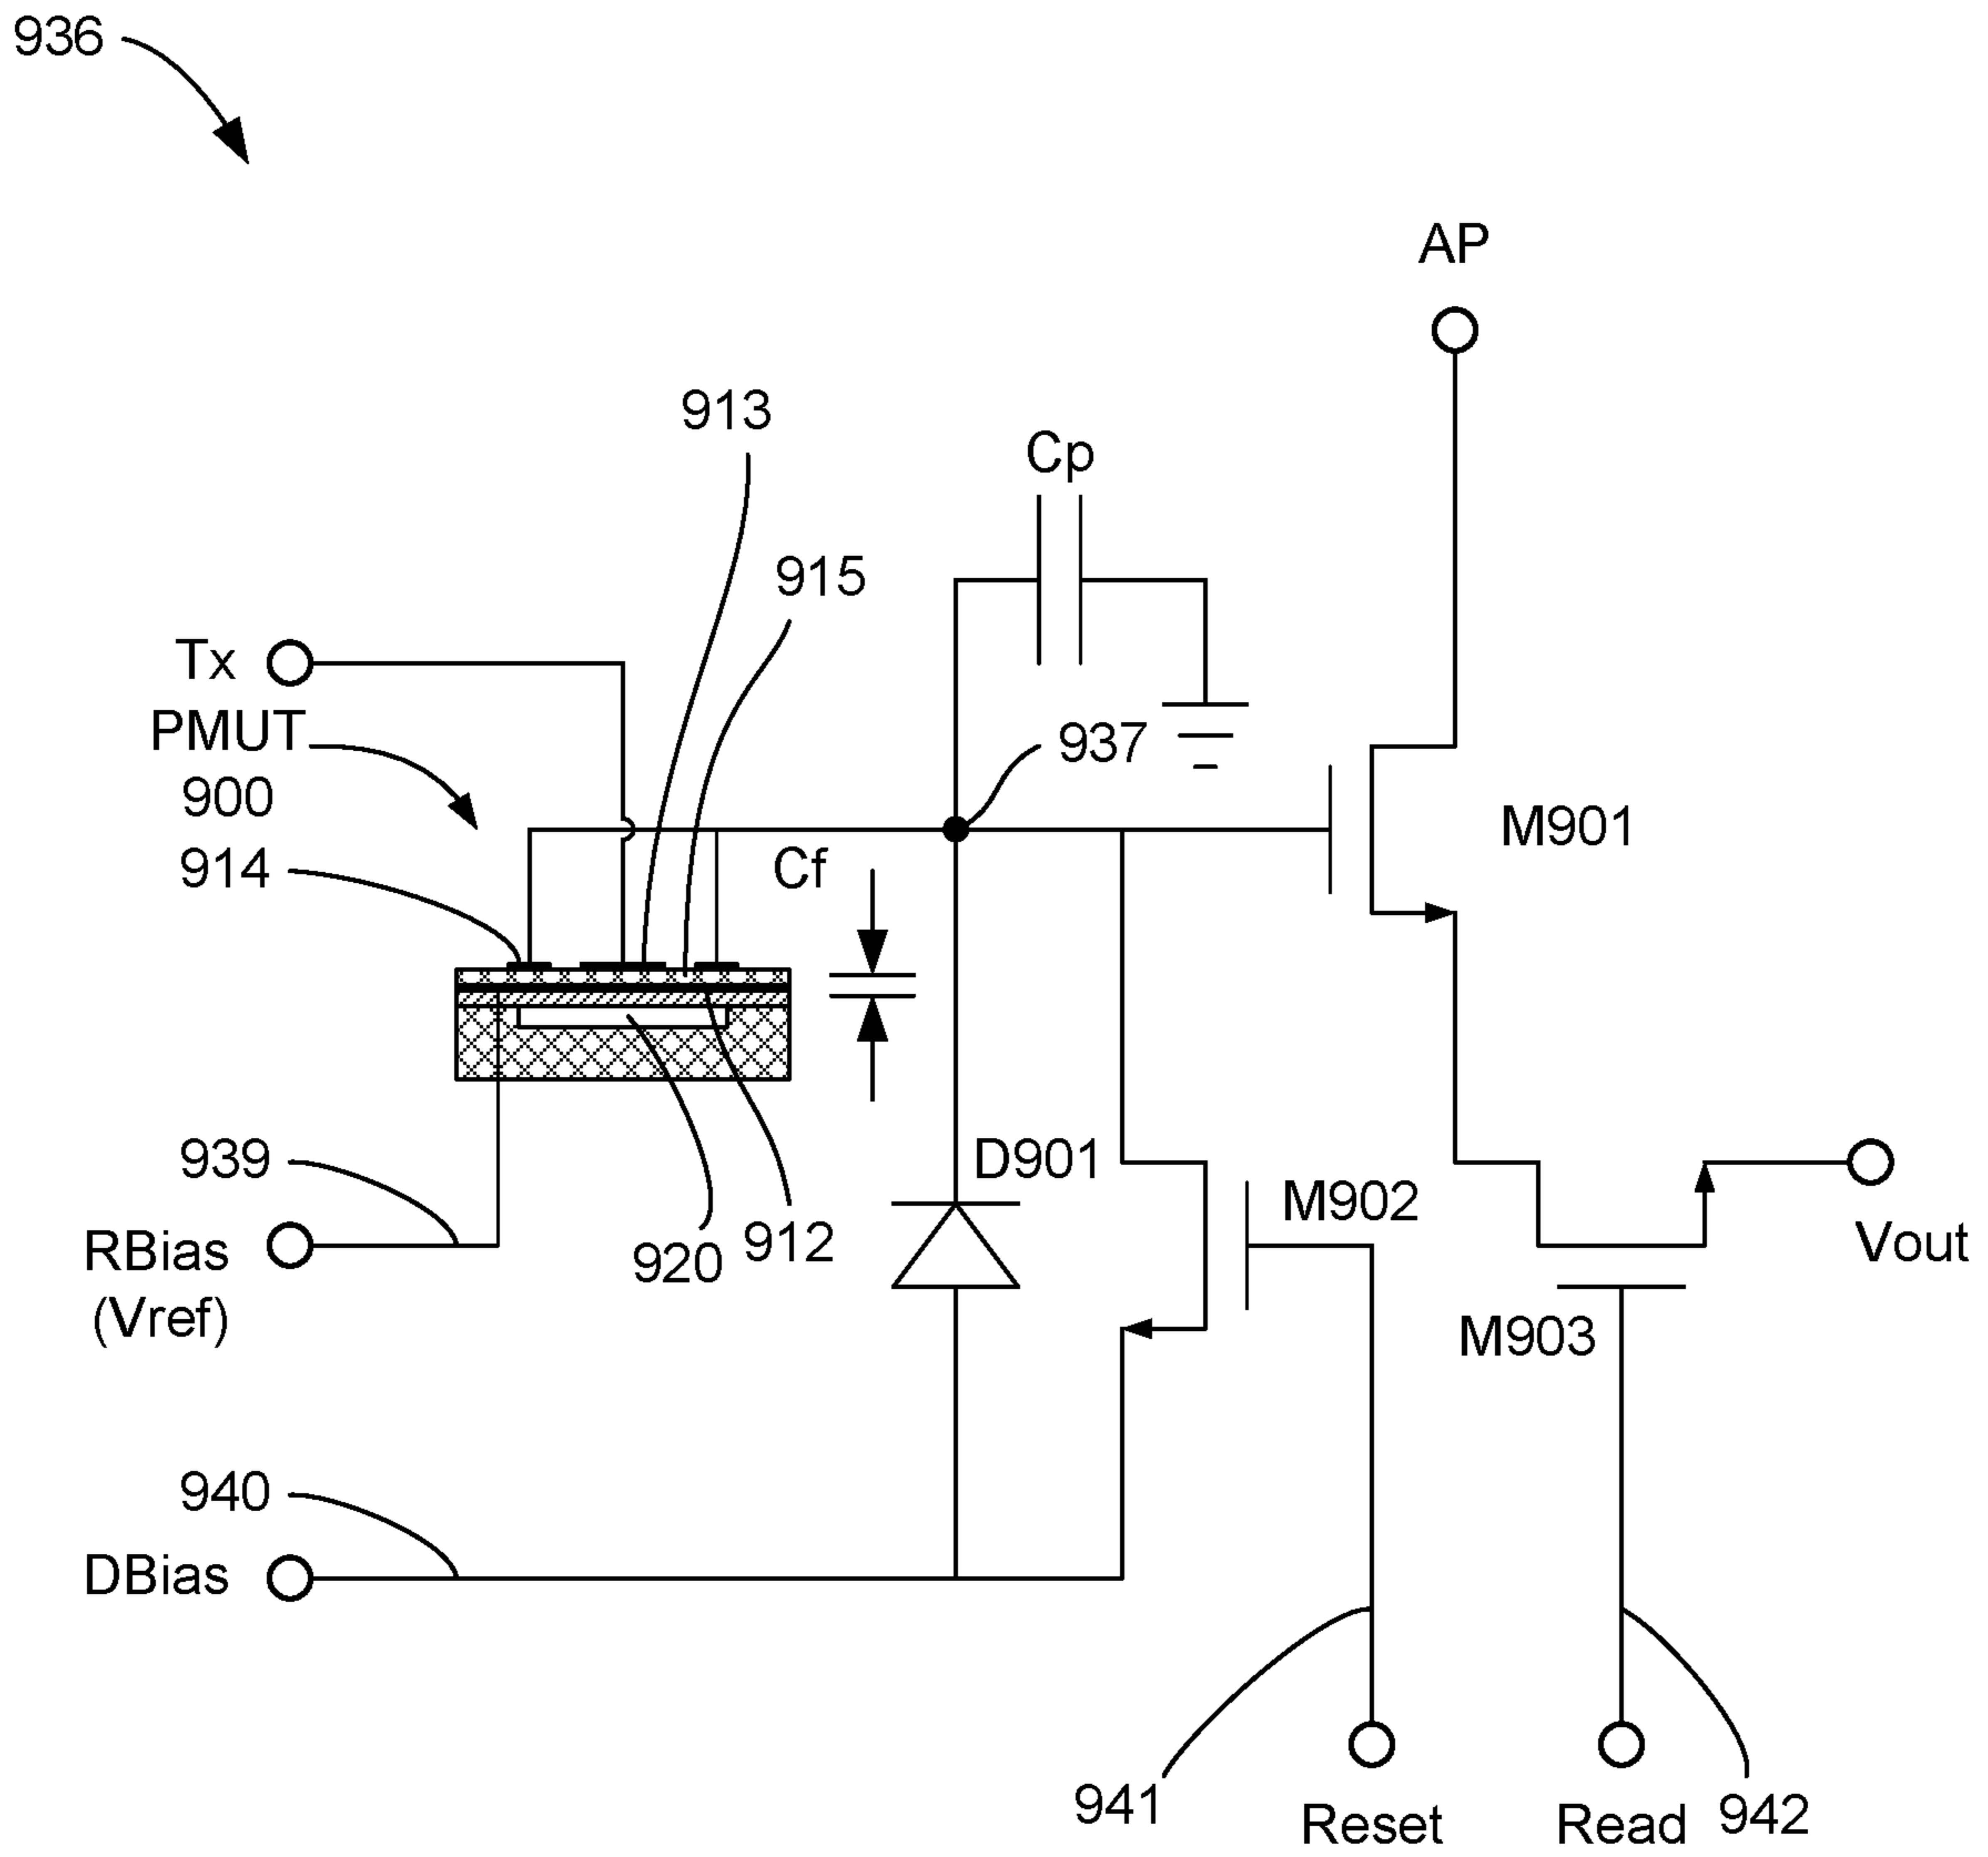 936
AP
913
Cp
915
Tx
PMUT
900
937
M901
914
Cf
939
D901
M902
RBias
(Vref)
920
912
Vout
M903
940
DBias
941
Reset
Read
942